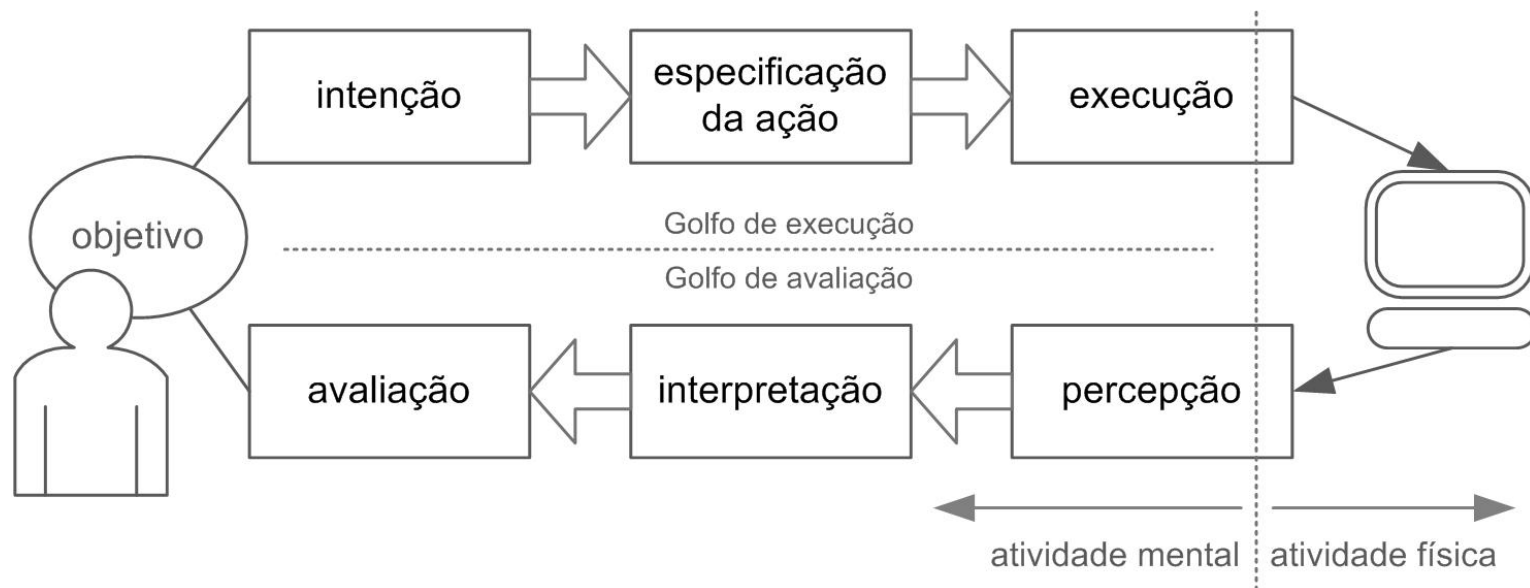 intenção
especificação
da ação
execução
objetivo
Golfo de execução
Golfo de avaliação
avaliação
interpretação
percepção
atividade mental
atividade física